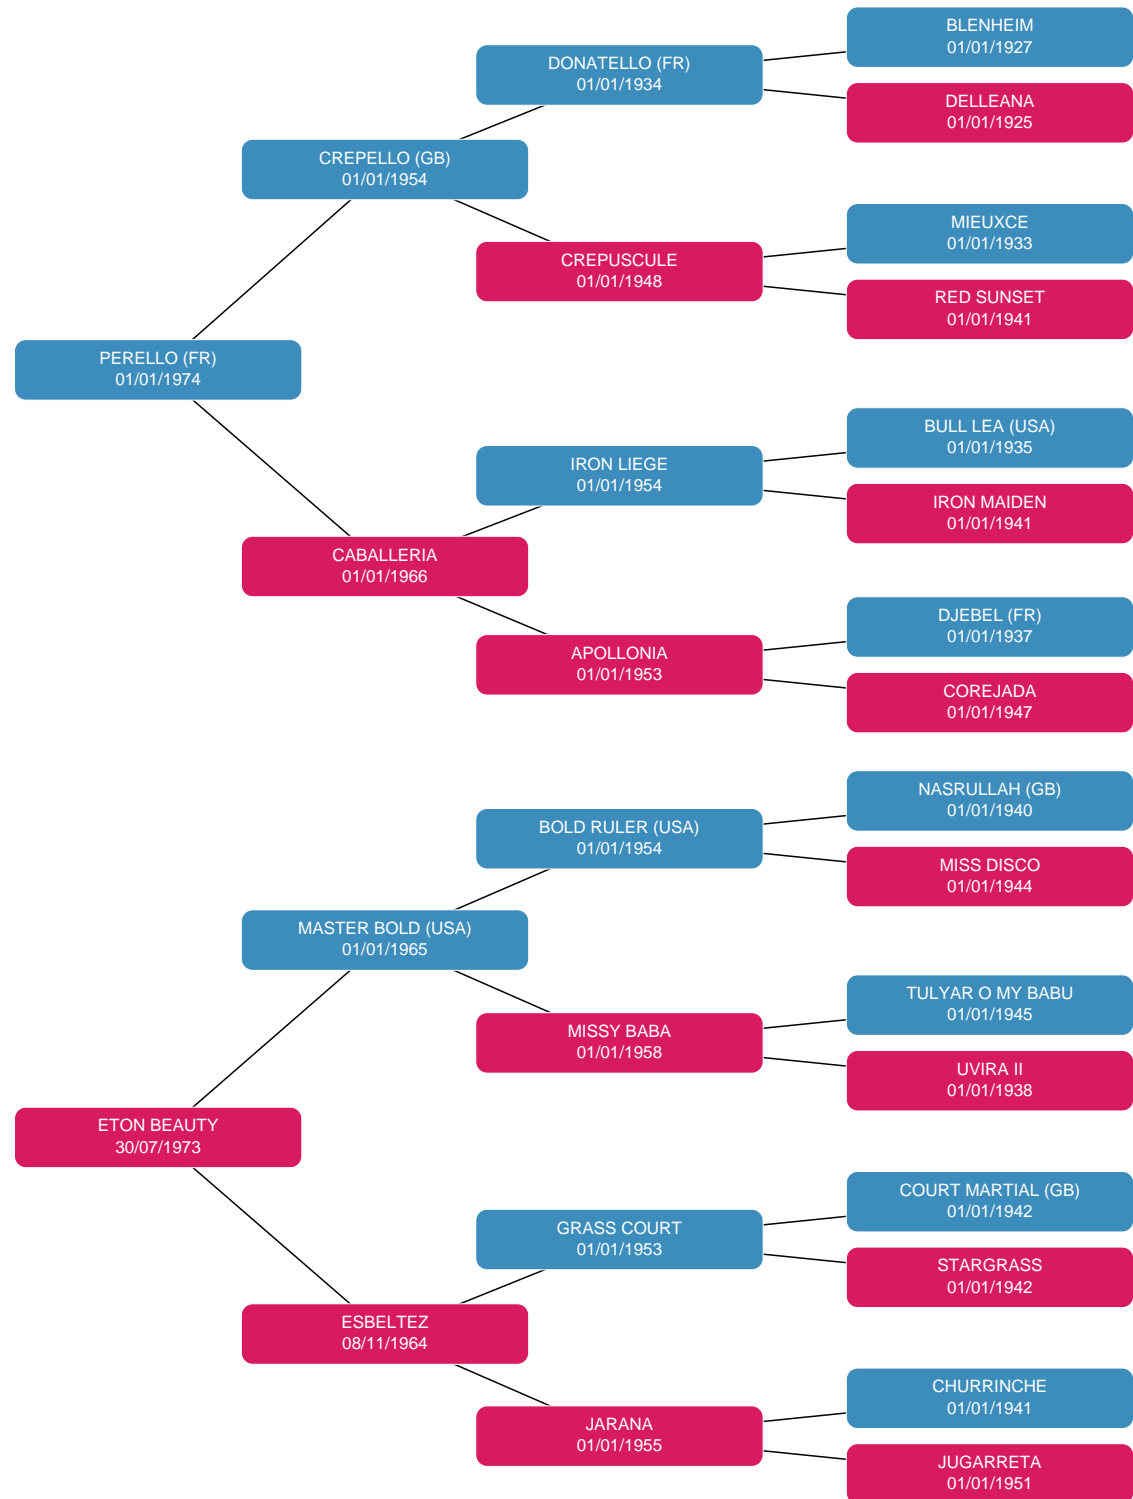 BLENHEIM
01/01/1927
DONATELLO (FR)
01/01/1934
DELLEANA
01/01/1925
CREPELLO (GB)
01/01/1954
MIEUXCE
01/01/1933
CREPUSCULE
01/01/1948
RED SUNSET
01/01/1941
PERELLO (FR)
01/01/1974
BULL LEA (USA)
01/01/1935
IRON LIEGE
01/01/1954
IRON MAIDEN
01/01/1941
CABALLERIA
01/01/1966
DJEBEL (FR)
01/01/1937
APOLLONIA
01/01/1953
COREJADA
01/01/1947
NASRULLAH (GB)
01/01/1940
BOLD RULER (USA)
01/01/1954
MISS DISCO
01/01/1944
MASTER BOLD (USA)
01/01/1965
TULYAR O MY BABU
01/01/1945
MISSY BABA
01/01/1958
UVIRA II
01/01/1938
ETON BEAUTY
30/07/1973
COURT MARTIAL (GB)
01/01/1942
GRASS COURT
01/01/1953
STARGRASS
01/01/1942
ESBELTEZ
08/11/1964
CHURRINCHE
01/01/1941
JARANA
01/01/1955
JUGARRETA
01/01/1951